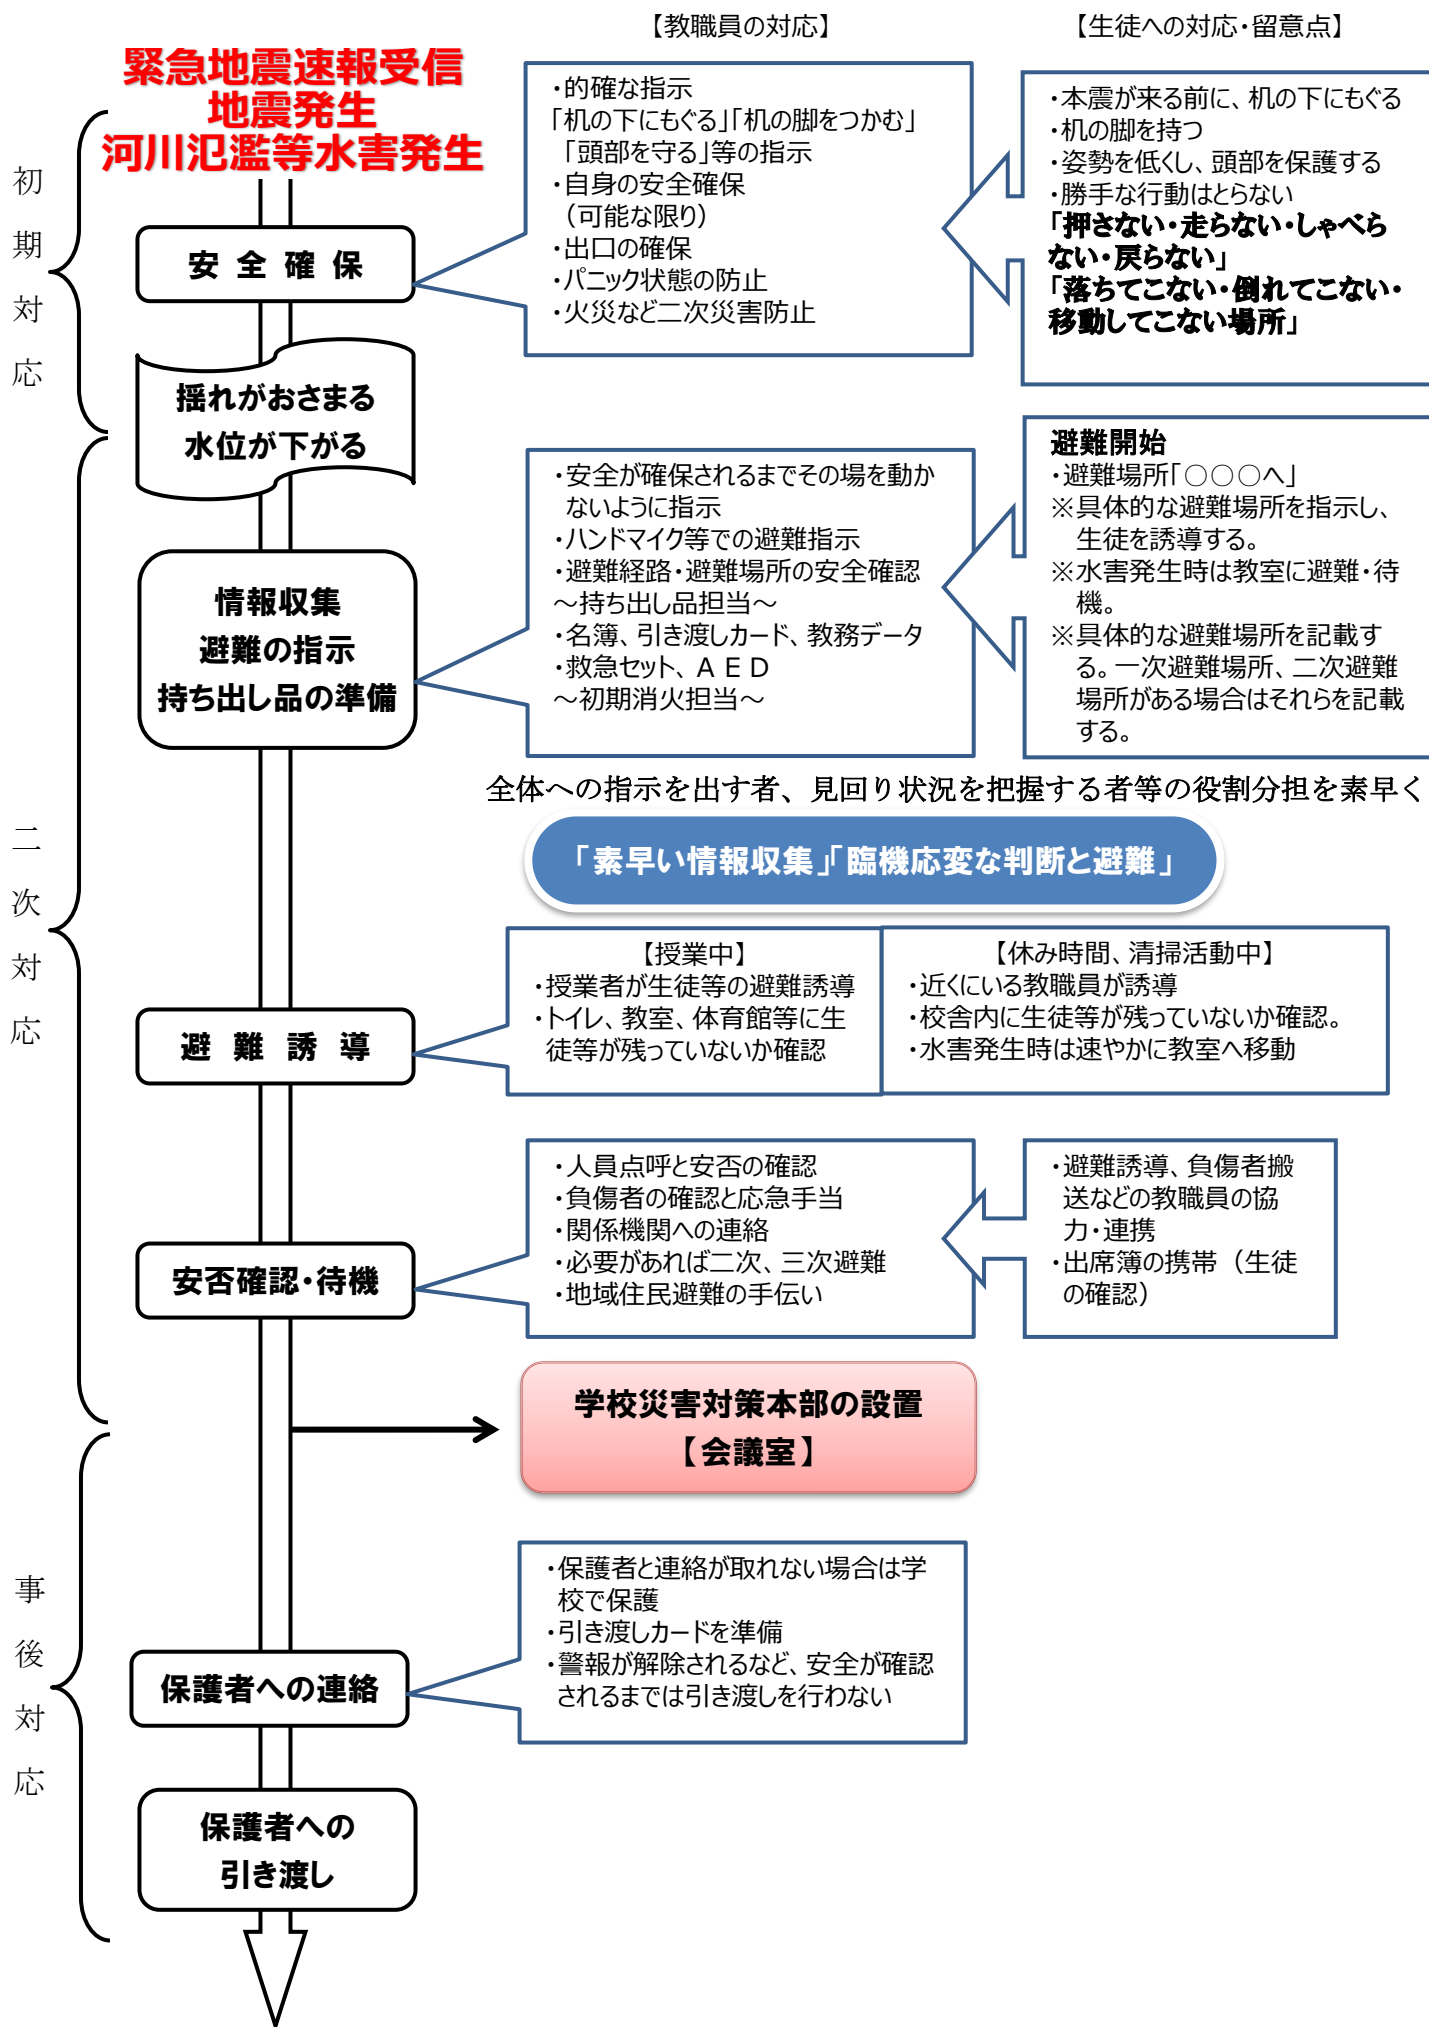 【教職員の対応】
【生徒への対応・留意点】
緊急地震速報受信
地震発生
河川氾濫等水害発生
初期対応
安全確保
・的確な指示
「机の下にもぐる」「机の脚をつかむ」
「頭部を守る」等の指示
・自身の安全確保
（可能な限り）
・出口の確保
・パニック状態の防止
・火災など二次災害防止
・本震が来る前に、机の下にもぐる
・机の脚を持つ
・姿勢を低くし、頭部を保護する
・勝手な行動はとらない
「押さない・走らない・しゃべら
ない・戻らない」
「落ちてこない・倒れてこない・
移動してこない場所」
揺れがおさまる
水位が下がる
二次対応
情報収集
避難の指示
持ち出し品の準備
・安全が確保されるまでその場を動か
ないように指示
・ハンドマイク等での避難指示
・避難経路・避難場所の安全確認
～持ち出し品担当～
・名簿、引き渡しカード、教務データ
・救急セット、ＡＥＤ
～初期消火担当～
避難開始
・避難場所「○○○へ」
※具体的な避難場所を指示し、
生徒を誘導する。
※水害発生時は教室に避難・待
機。
※具体的な避難場所を記載す
る。一次避難場所、二次避難
場所がある場合はそれらを記載
する。
全体への指示を出す者、見回り状況を把握する者等の役割分担を素早く
「素早い情報収集」「臨機応変な判断と避難」
避難誘導
【授業中】
・授業者が生徒等の避難誘導
・トイレ、教室、体育館等に生
徒等が残っていないか確認
【休み時間、清掃活動中】
・近くにいる教職員が誘導
・校舎内に生徒等が残っていないか確認。
・水害発生時は速やかに教室へ移動
安否確認・待機
・人員点呼と安否の確認
・負傷者の確認と応急手当
・関係機関への連絡
・必要があれば二次、三次避難
・地域住民避難の手伝い
・避難誘導、負傷者搬
送などの教職員の協
力・連携
・出席簿の携帯（生徒
の確認）
学校災害対策本部の設置
【会議室】
事後対応
保護者への連絡
・保護者と連絡が取れない場合は学
校で保護
・引き渡しカードを準備
・警報が解除されるなど、安全が確認
されるまでは引き渡しを行わない
保護者への
引き渡し